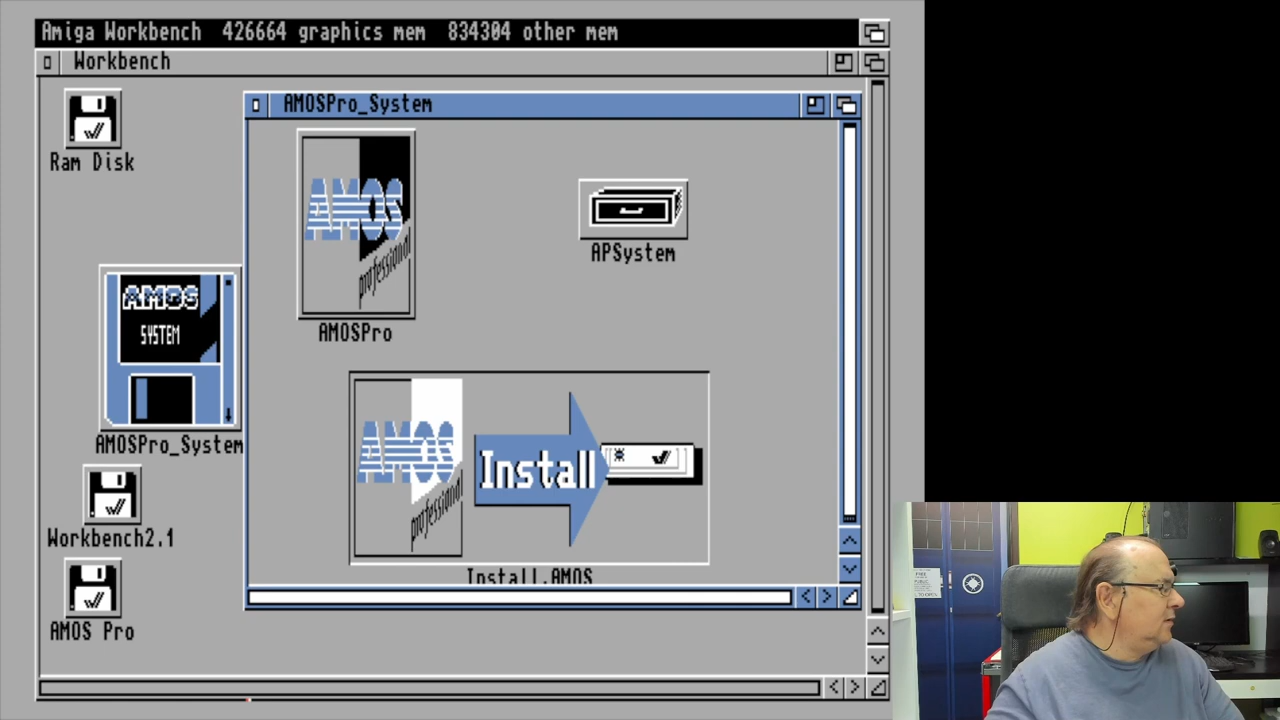 Amiga Workbench 426664 graphics mem 834304 other mem
Workbench
Ram Disk
AMOSPro_System
AMOS
professional
AMOSPro
APSystem
AMOS
SYSTEM
AMOSPro_System
AMOS
professional
Install
Install.AMOS
Workbench2.1
AMOS Pro